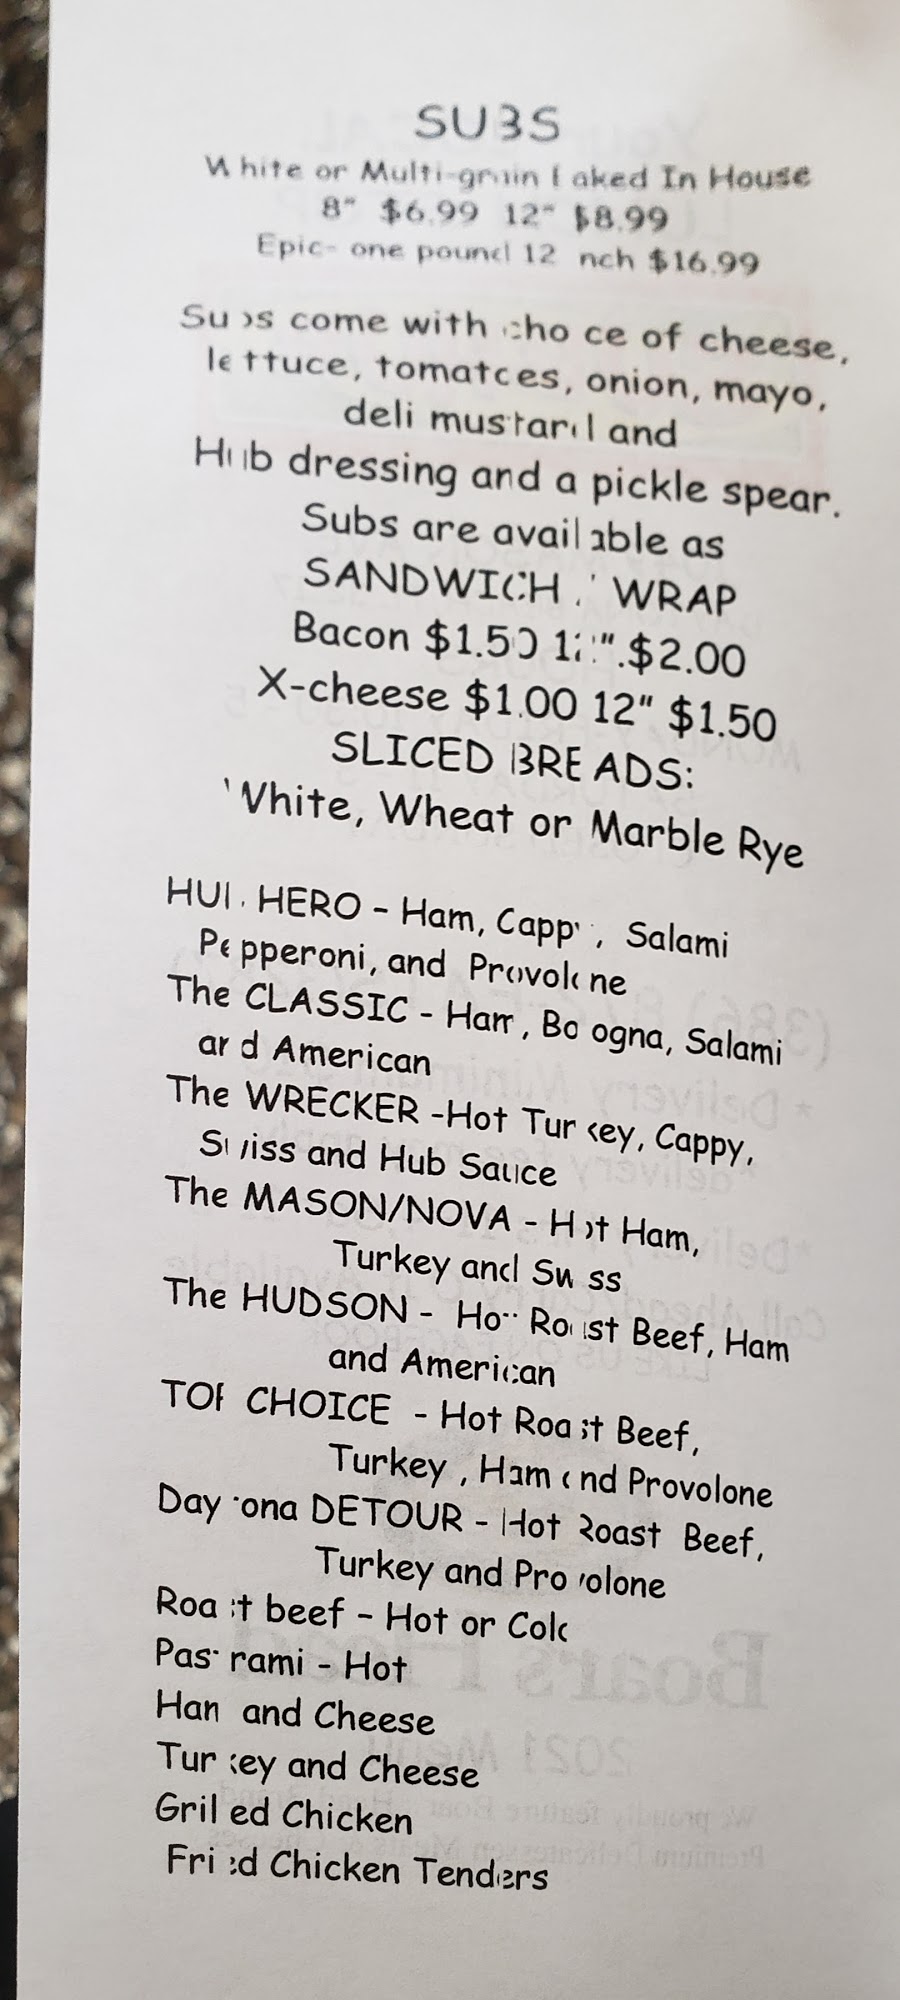 SUBS
White or Multi-grain Baked In House
8" $6.99 12" $8.99
Epic- one pound 12 inch $16.99
Subs come with choice of cheese,
lettuce, tomatoes, onion, mayo,
deli mustard and
Hub dressing and a pickle spear.
Subs are available as
SANDWICH / WRAP
Bacon $1.50 12" $2.00
X-cheese $1.00 12" $1.50
SLICED BREADS:
White, Wheat or Marble Rye
HUB HERO - Ham, Cappy, Salami
Pepperoni, and Provolone
The CLASSIC - Ham, Bologna, Salami
and American
The WRECKER -Hot Turkey, Cappy,
Swiss and Hub Sauce
The MASON/NOVA - Hot Ham,
Turkey and Swiss
The HUDSON - Hot Roast Beef, Ham
and American
TOP CHOICE - Hot Roast Beef,
Turkey, Ham and Provolone
Daytona DETOUR - Hot Roast Beef,
Turkey and Provolone
Roast beef - Hot or Cold
Pastrami - Hot
Ham and Cheese
Turkey and Cheese
Grilled Chicken
Fried Chicken Tenders